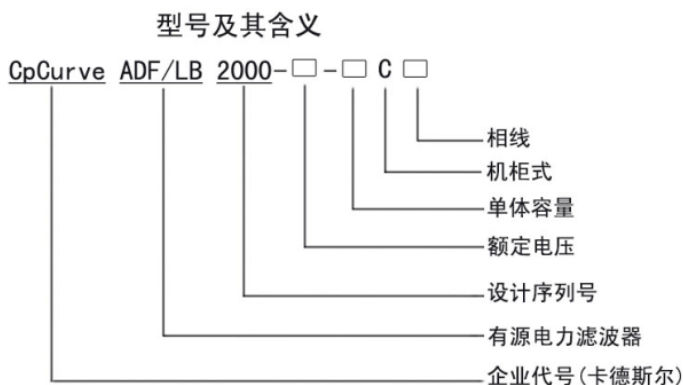 型号及其含义
CpCurve ADF/LB 2000-□-□ C □
相线
机柜式
单体容量
额定电压
设计序列号
有源电力滤波器
企业代号(卡德斯尔)